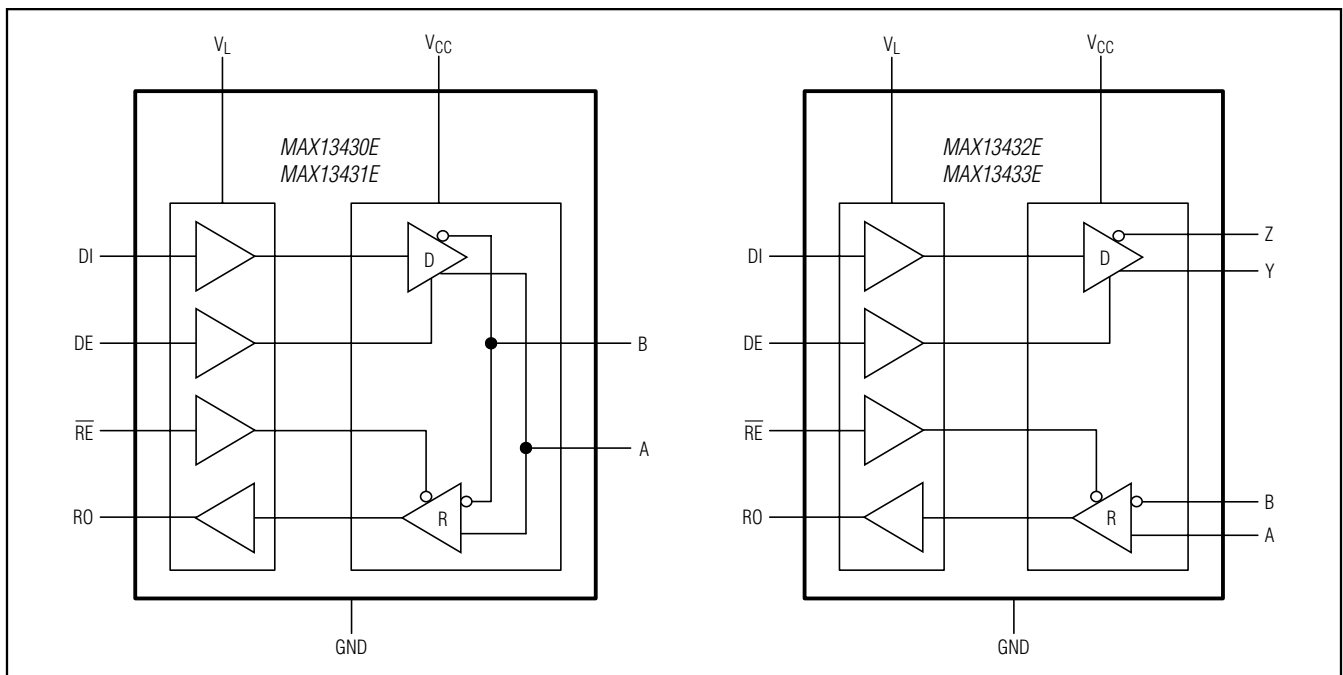 VL
VCC
MAX13430E
MAX13431E
DI
D
DE
B
RE
A
RO
R
GND
VL
VCC
MAX13432E
MAX13433E
DI
D
Z
Y
DE
RE
RO
R
B
A
GND